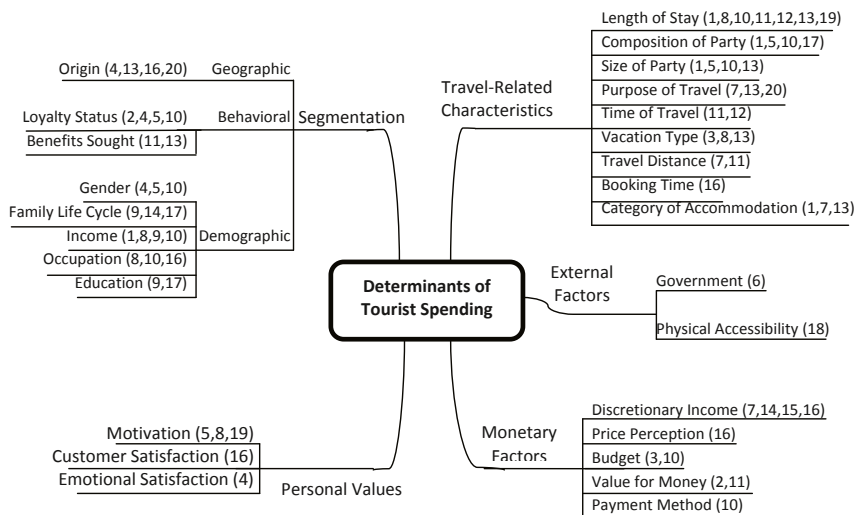 Length of Stay (1,8,10,11,12,13,19)
Composition of Party (1,5,10,17)
Size of Party (1,5,10,13)
Purpose of Travel (7,13,20)
Time of Travel (11,12)
Vacation Type (3,8,13)
Travel Distance (7,11)
Booking Time (16)
Category of Accommodation (1,7,13)
Travel-Related
Characteristics
Origin (4,13,16,20)
Geographic
Loyalty Status (2,4,5,10)
Behavioral
Segmentation
Benefits Sought (11,13)
Gender (4,5,10)
Family Life Cycle (9,14,17)
Income (1,8,9,10)
Demographic
Occupation (8,10,16)
Education (9,17)
Determinants of
Tourist Spending
External
Factors
Government (6)
Physical Accessibility (18)
Motivation (5,8,19)
Customer Satisfaction (16)
Emotional Satisfaction (4)
Personal Values
Monetary
Factors
Discretionary Income (7,14,15,16)
Price Perception (16)
Budget (3,10)
Value for Money (2,11)
Payment Method (10)